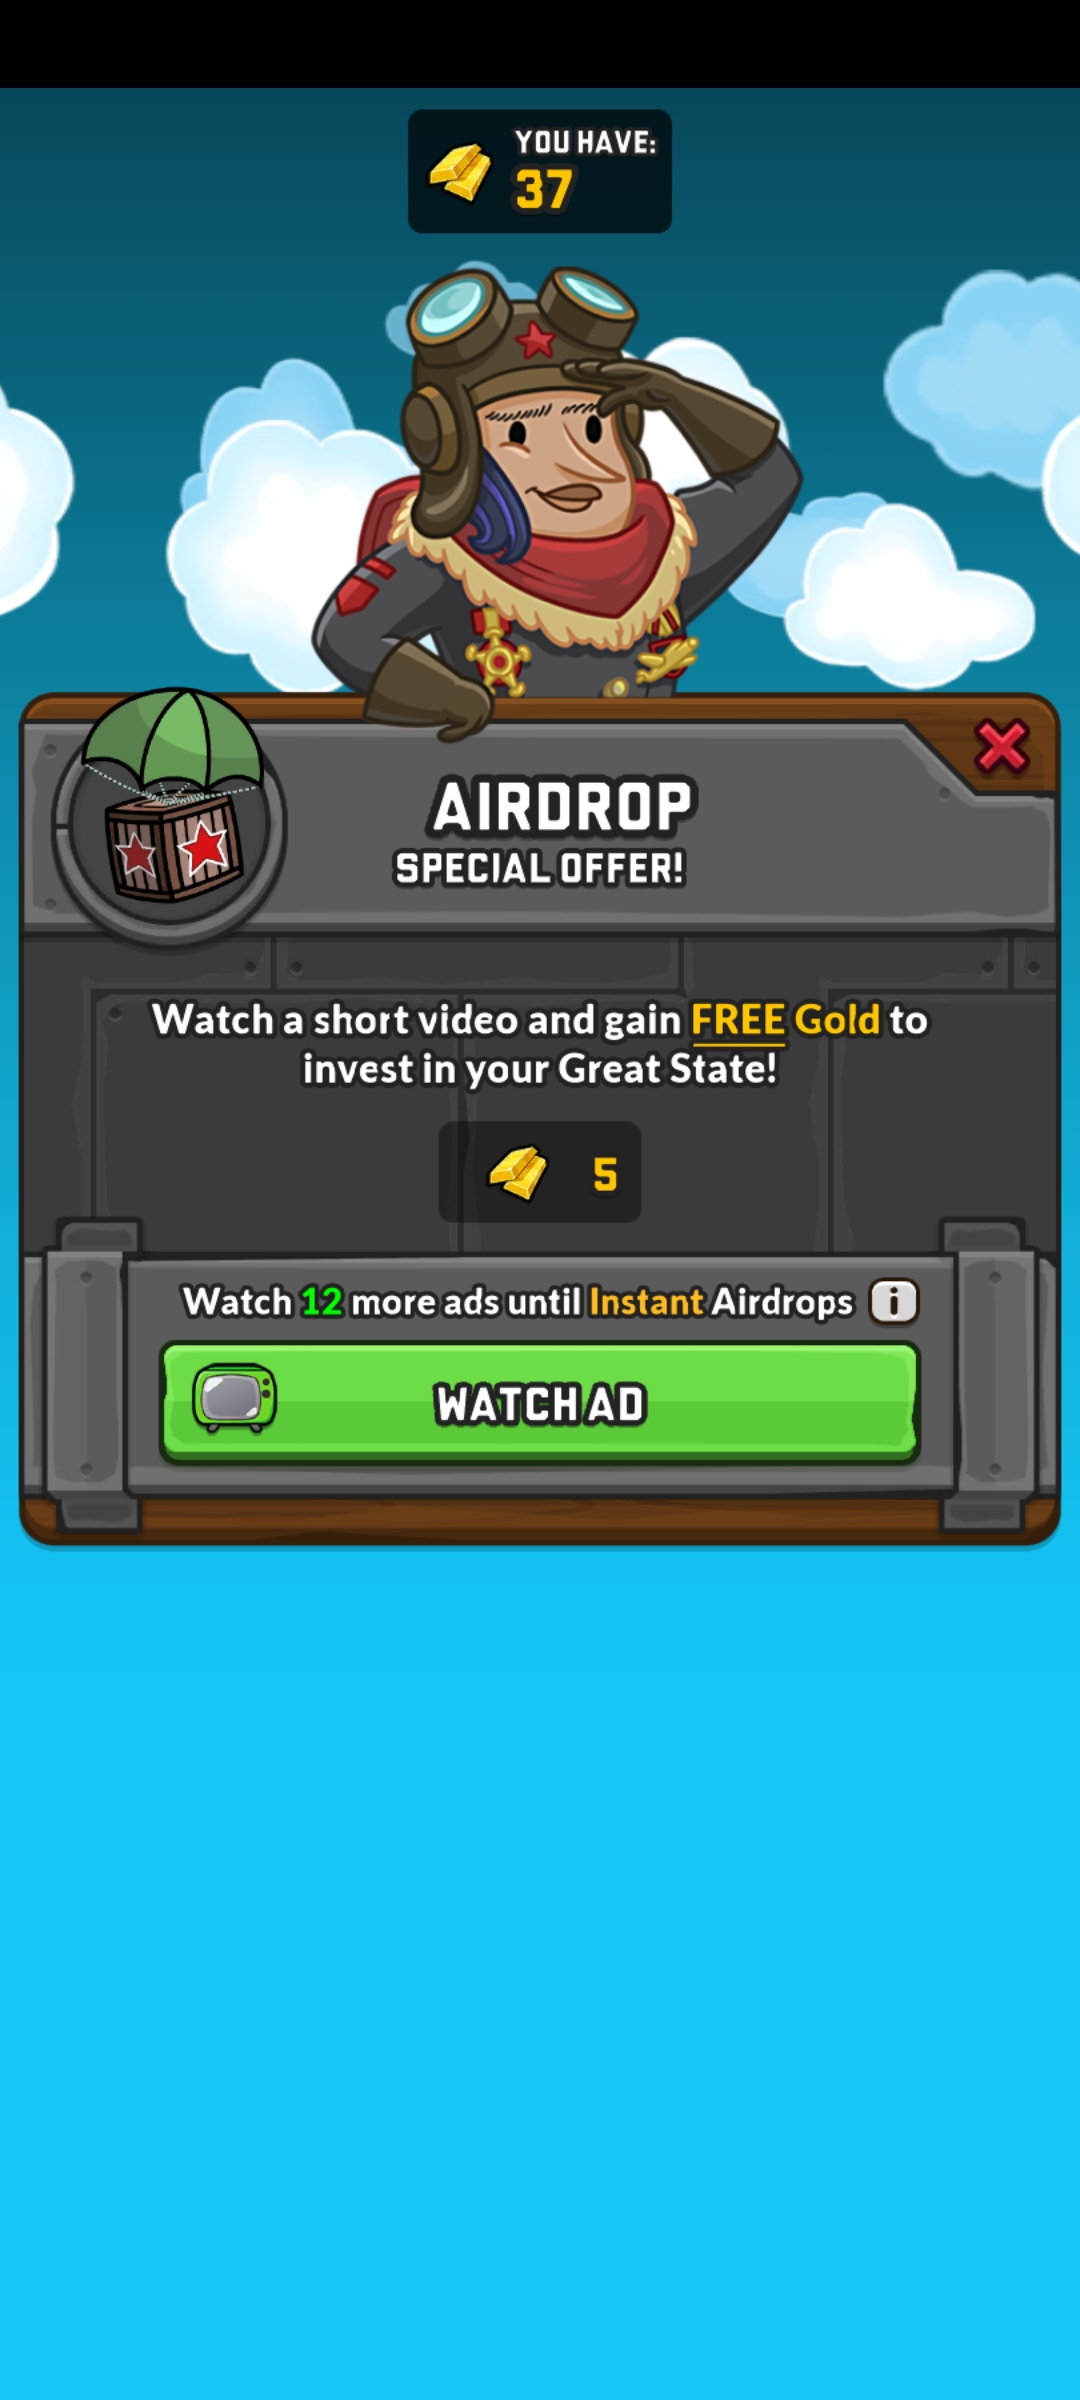 YOU HAVE:
37
AIRDROP
SPECIAL OFFER!
Watch a short video and gain FREE Gold to
invest in your Great State!
5
Watch 12 more ads until Instant Airdrops i
WATCH AD